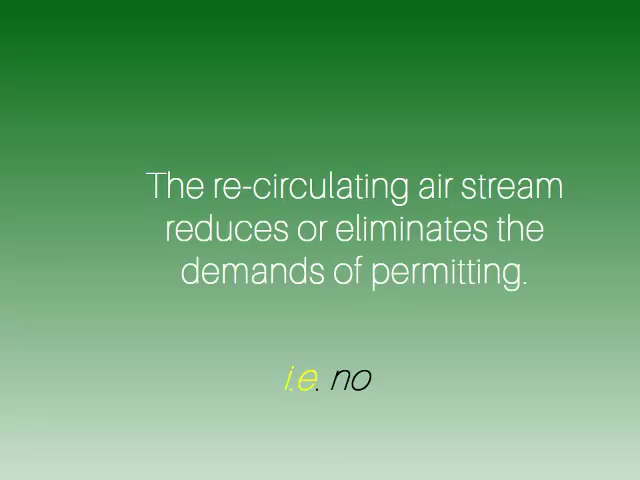 The re-circulating air stream
reduces or eliminates the
demands of permitting.
i.e. no